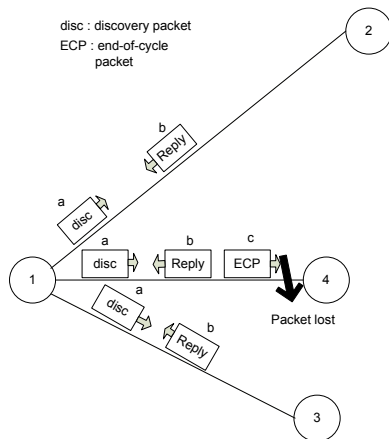 disc : discovery packet
ECP : end-of-cycle
packet
2
b
Reply
a
disc
a
b
c
1
disc
Reply
ECP
4
a
Packet lost
disc
b
Reply
3